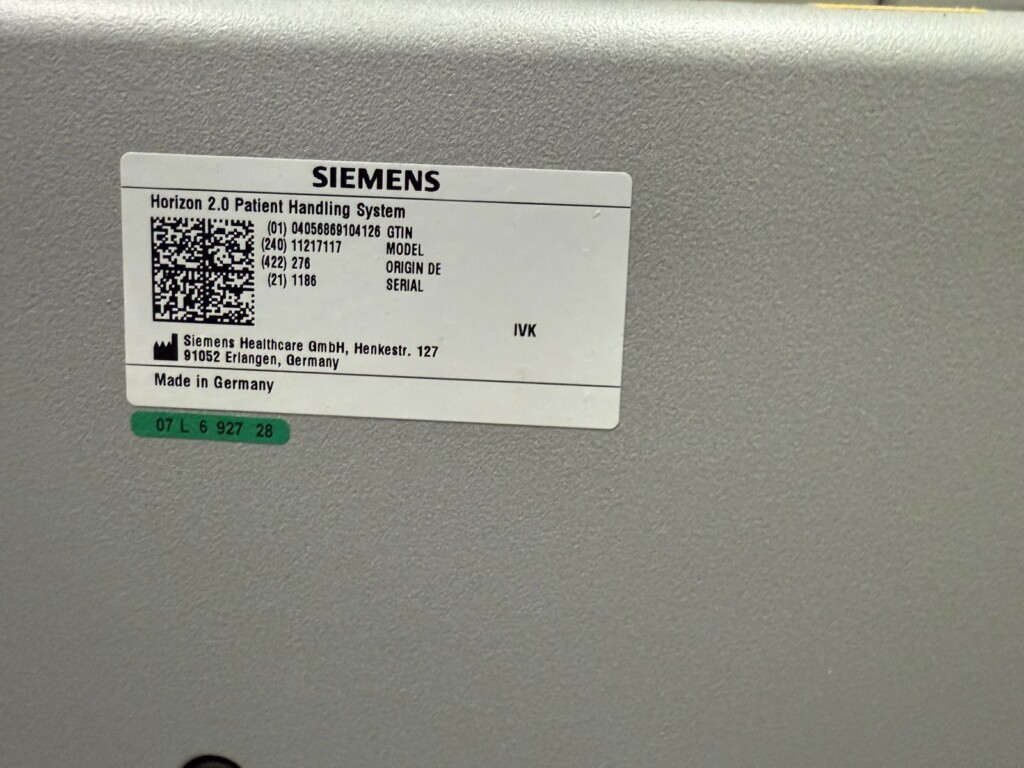 SIEMENS
Horizon 2.0 Patient Handling System
(01) 04056869104126 GTIN
(240) 11217117 MODEL
(422) 276 ORIGIN DE
(21) 1186 SERIAL
IVK
Siemens Healthcare GmbH, Henkestr. 127
91052 Erlangen, Germany
Made in Germany
07 L 6 927 28